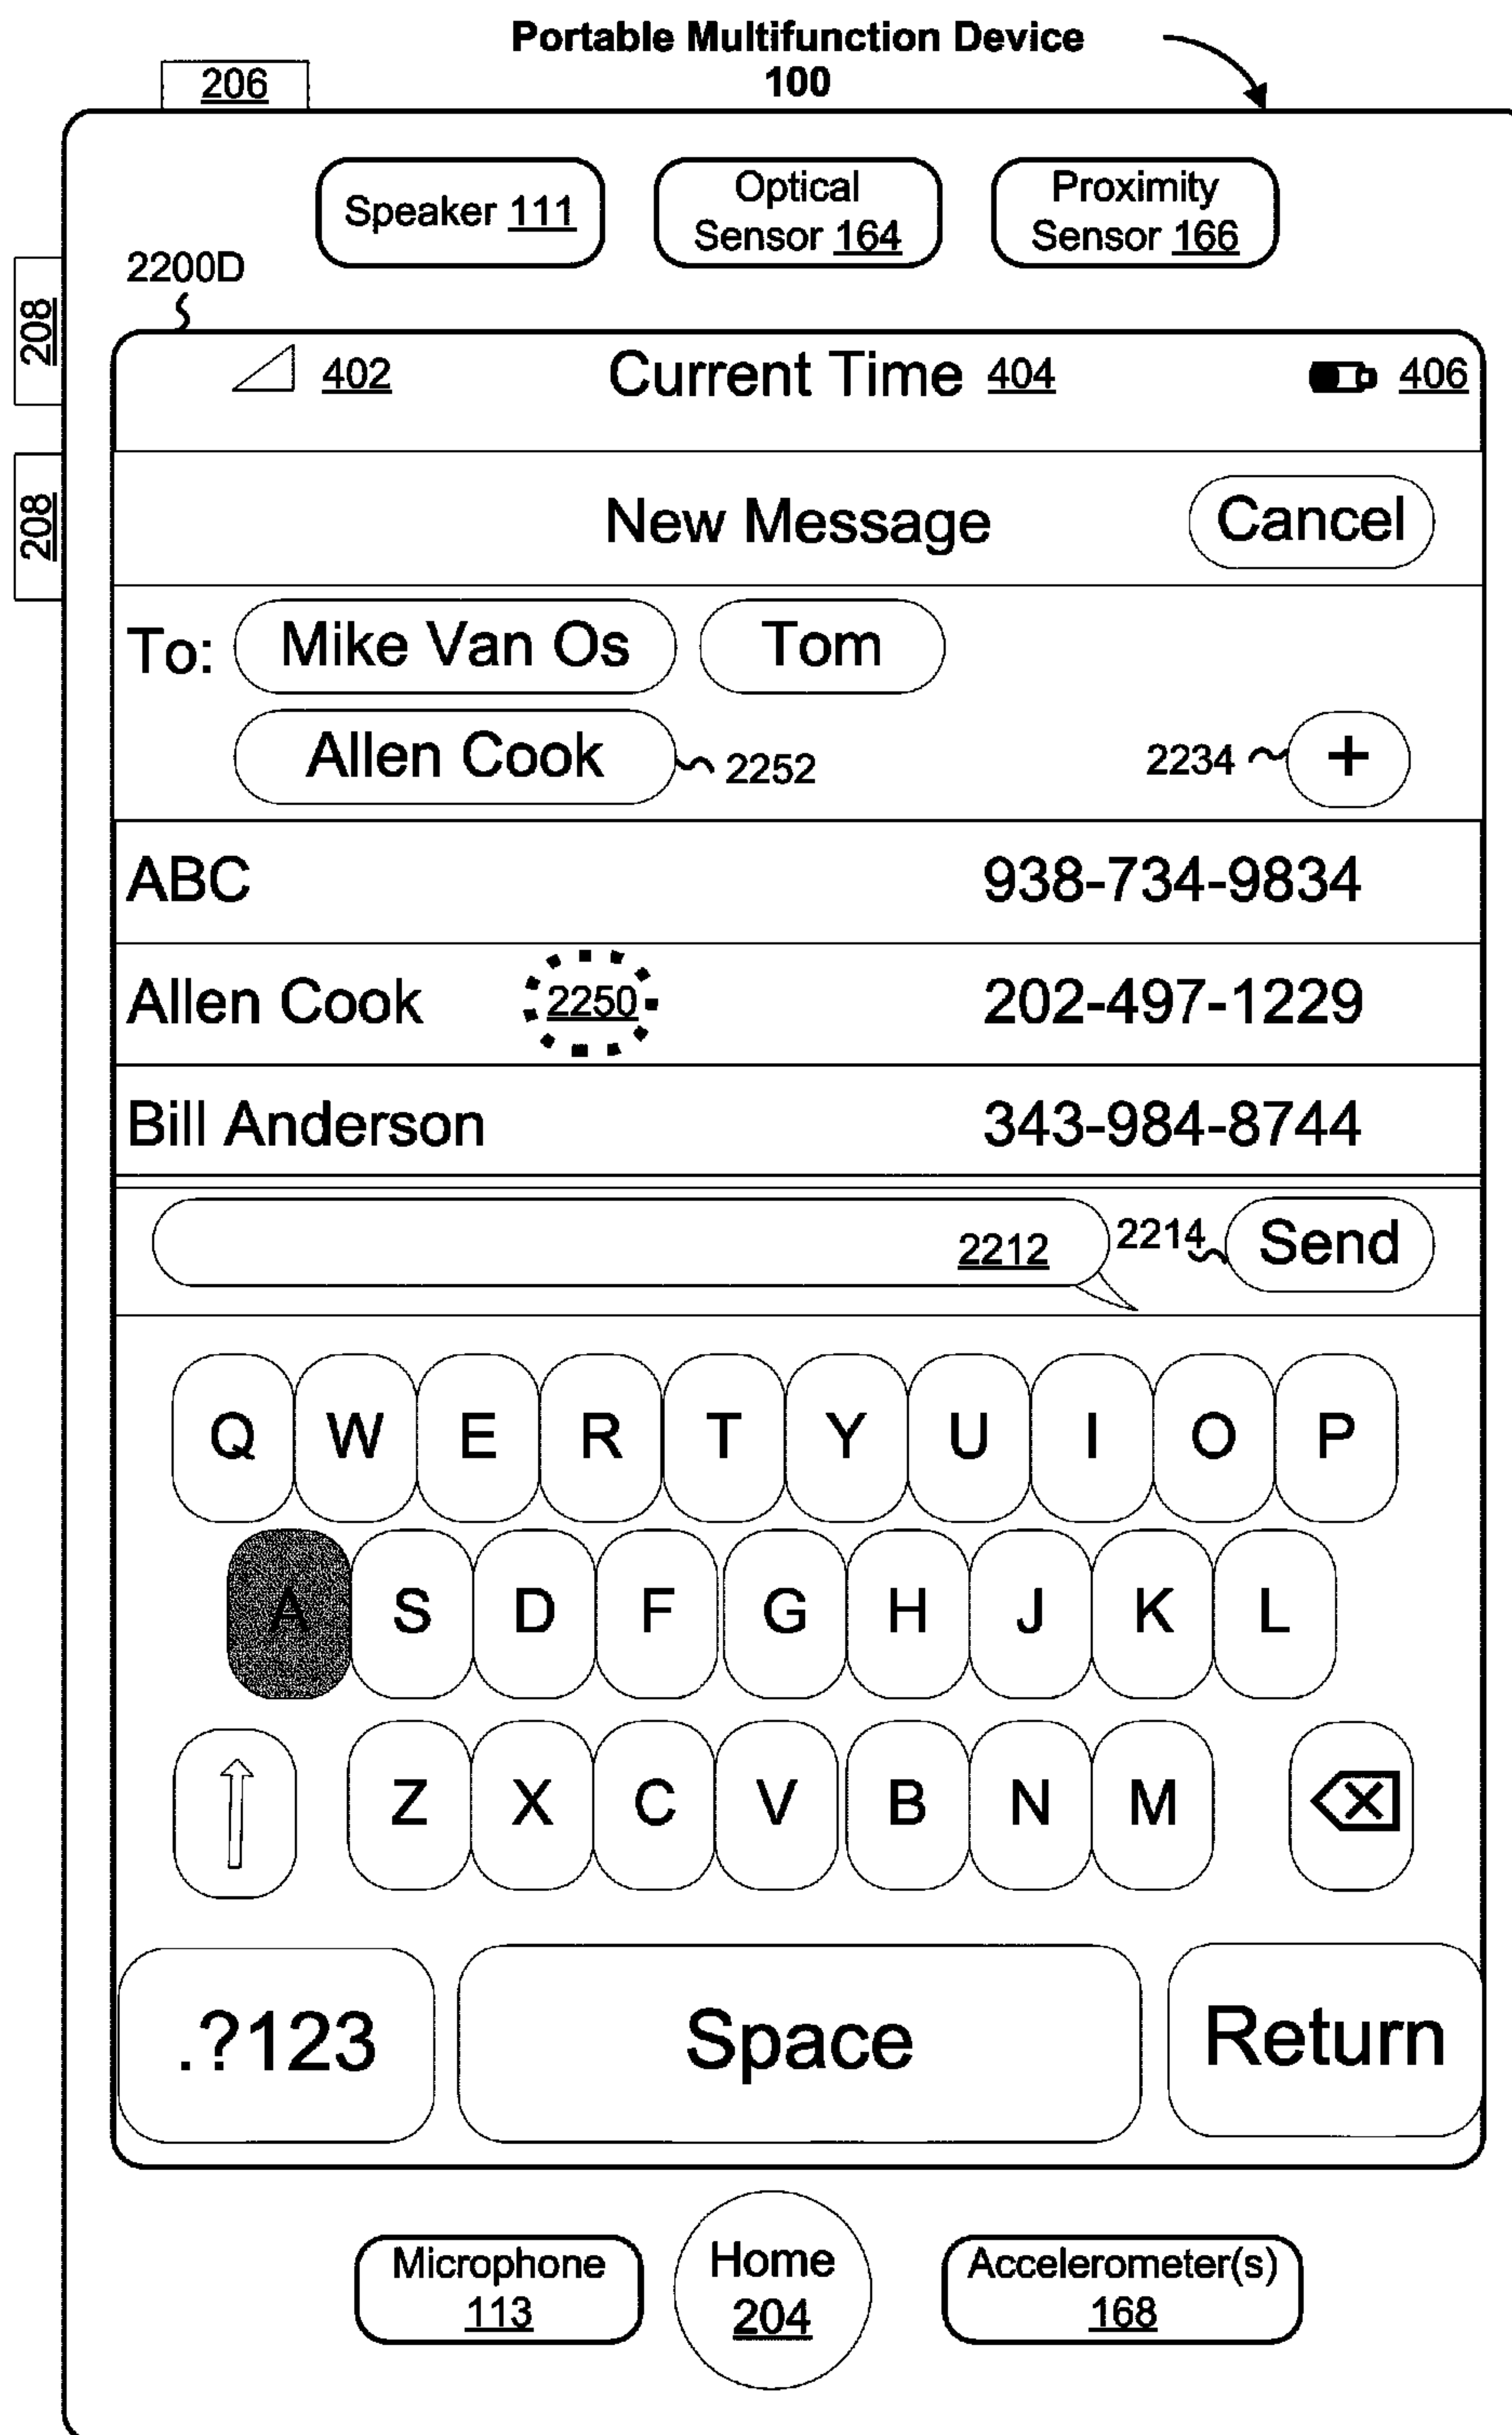 Portable Multifunction Device
100
206
Speaker 111
Optical
Sensor 164
Proximity
Sensor 166
2200D
208
208
402 Current Time 404 406
New Message Cancel
To: Mike Van Os Tom
Allen Cook 2252 2234 +
ABC 938-734-9834
Allen Cook 2250 202-497-1229
Bill Anderson 343-984-8744
2212 2214 Send
Q W E R T Y U I O P
A S D F G H J K L
Z X C V B N M
.?123 Space Return
Microphone
113
Home
204
Accelerometer(s)
168